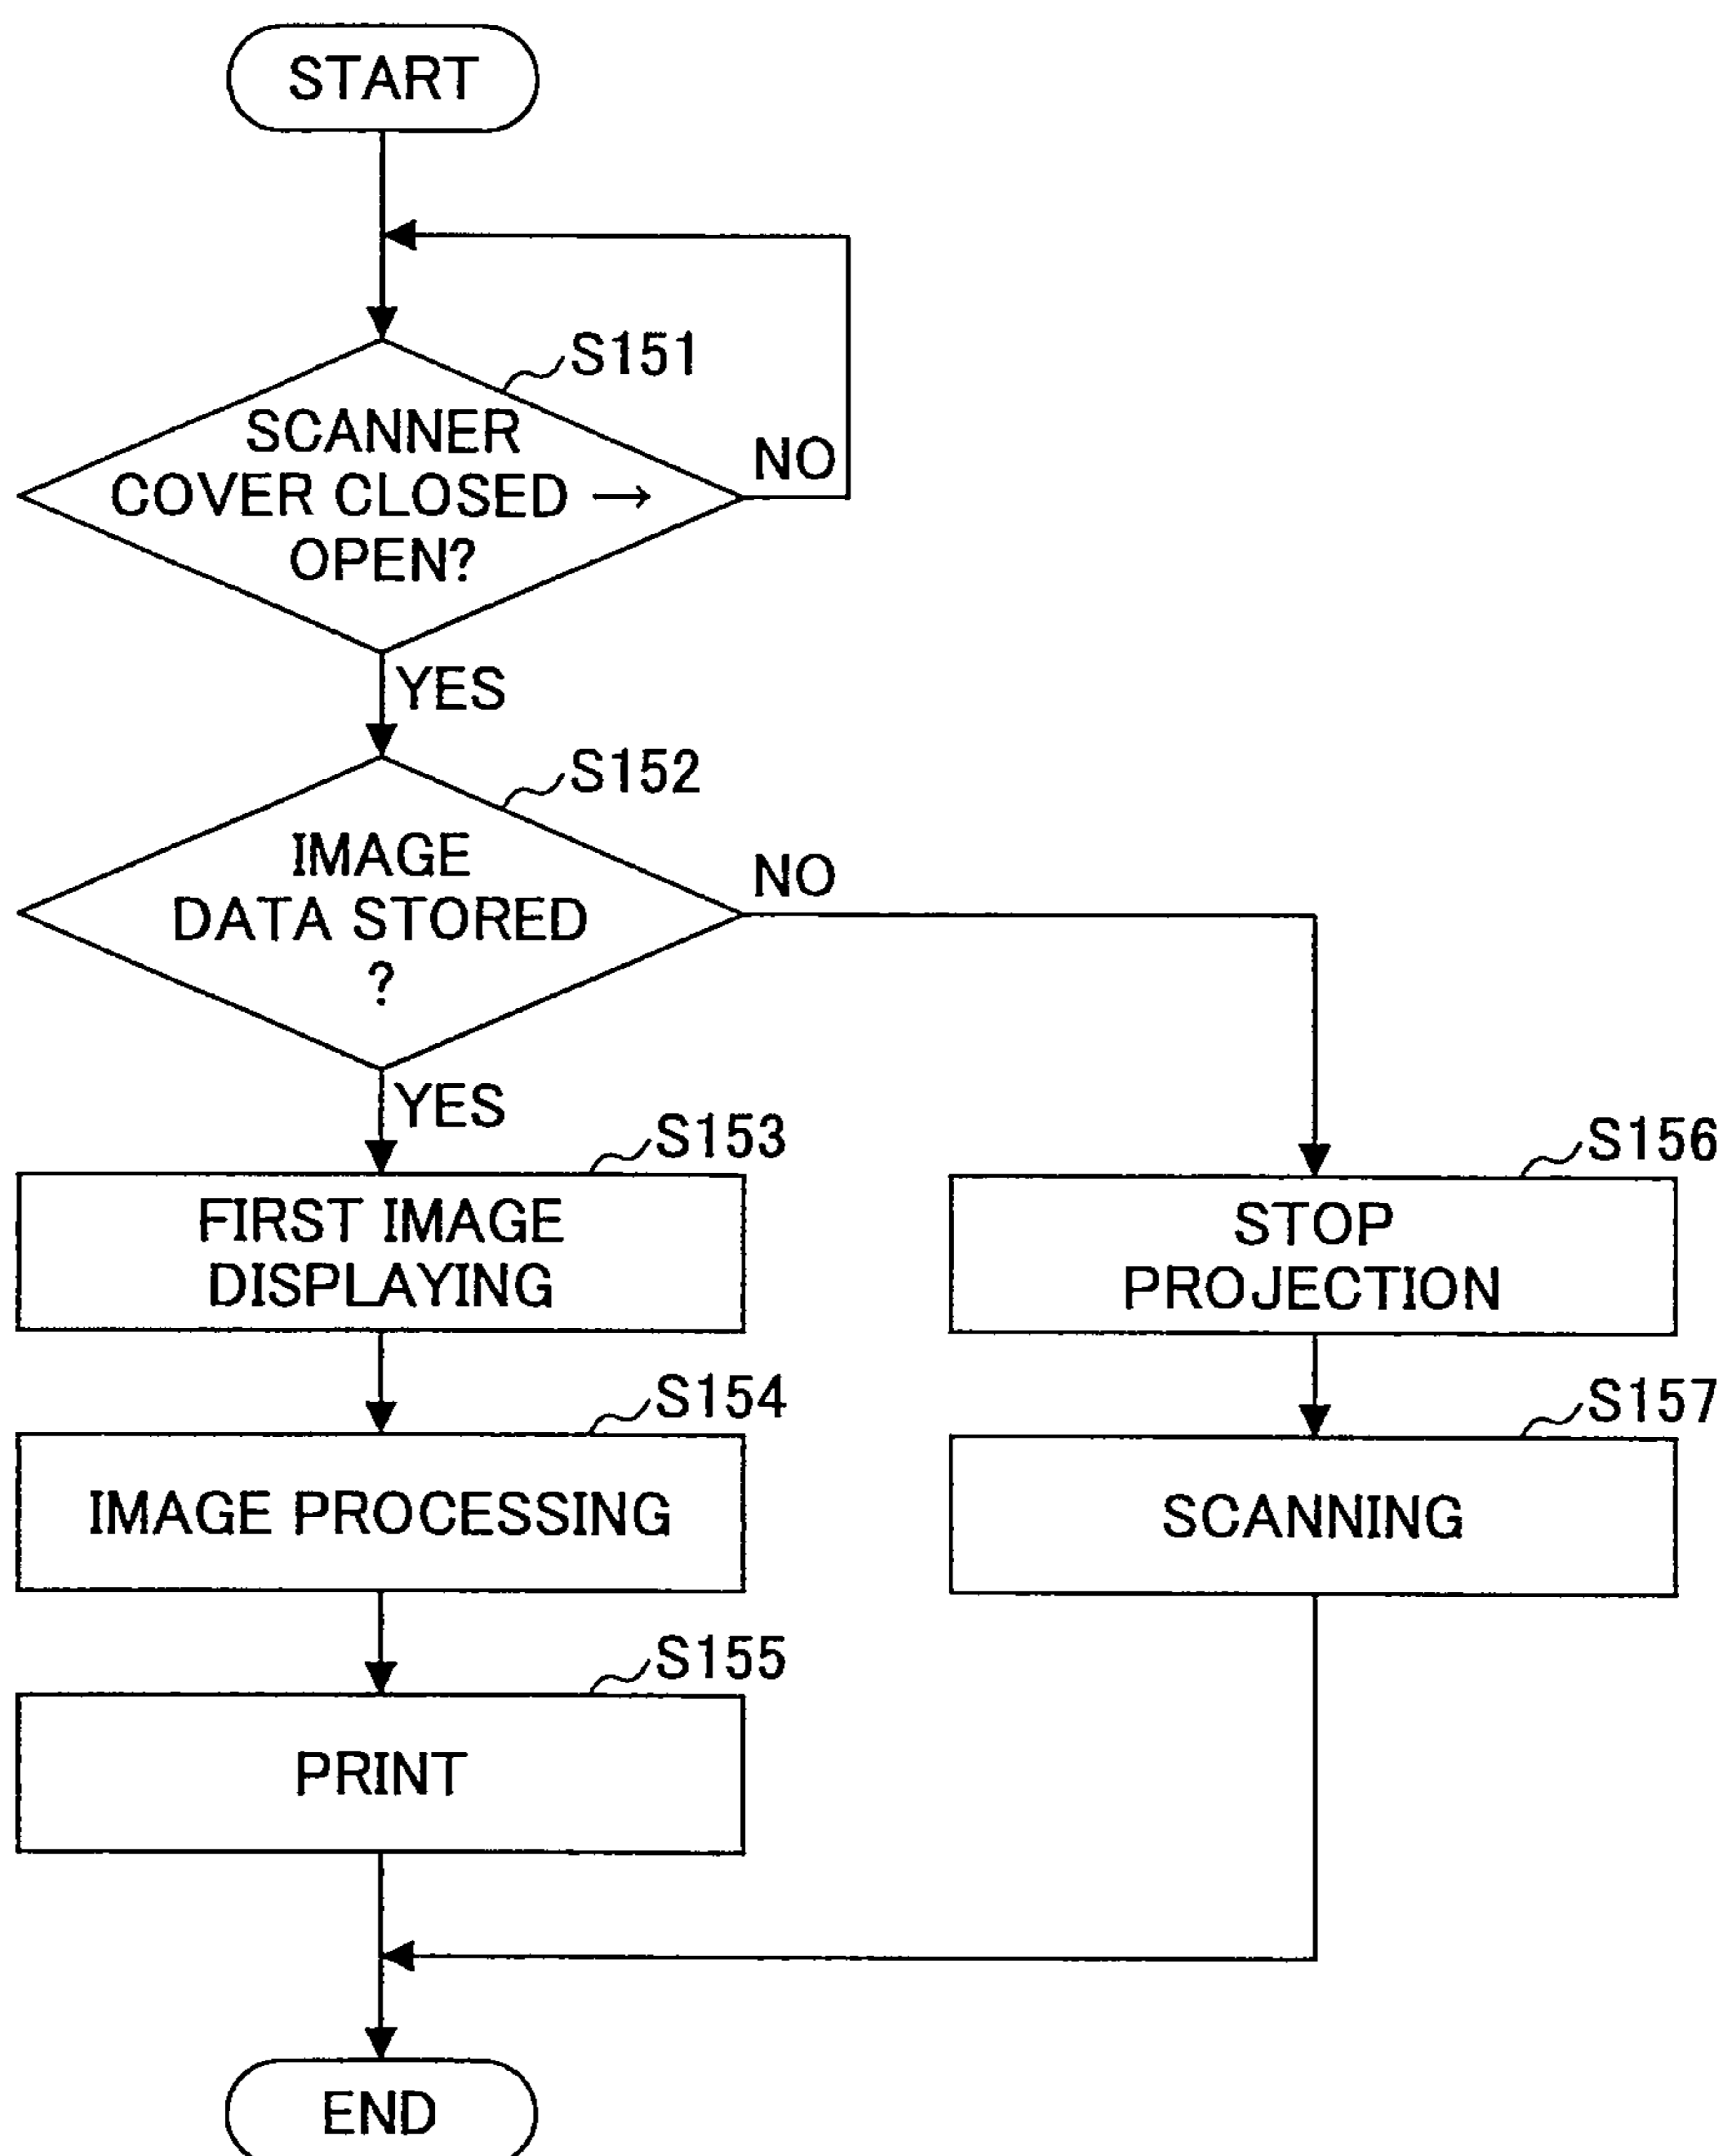 START
S151
SCANNER
COVER CLOSED →
OPEN?
NO
YES
S152
IMAGE
DATA STORED
?
NO
YES
S153
FIRST IMAGE
DISPLAYING
S156
STOP
PROJECTION
S154
IMAGE PROCESSING
S157
SCANNING
S155
PRINT
END